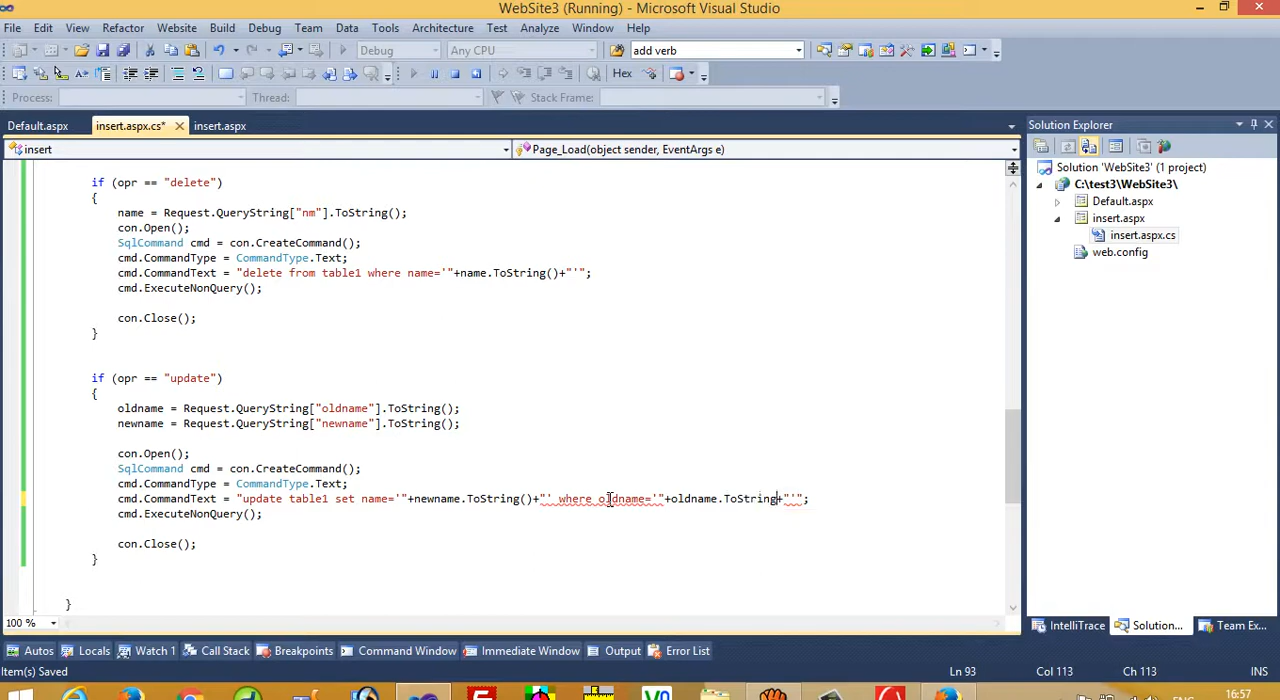 WebSite3 (Running) - Microsoft Visual Studio
File Edit View Refactor Website Build Debug Team Data Tools Architecture Test Analyze Window Help
Debug Any CPU add verb
Hex
Process: Thread: Stack Frame:
Default.aspx insert.aspx.cs* insert.aspx
insert Page_Load(object sender, EventArgs e)
if (opr == "delete")
{
name = Request.QueryString["nm"].ToString();
con.Open();
SqlCommand cmd = con.CreateCommand();
cmd.CommandType = CommandType.Text;
cmd.CommandText = "delete from table1 where name='"+name.ToString()+"'";
cmd.ExecuteNonQuery();
con.Close();
}
if (opr == "update")
{
oldname = Request.QueryString["oldname"].ToString();
newname = Request.QueryString["newname"].ToString();
con.Open();
SqlCommand cmd = con.CreateCommand();
cmd.CommandType = CommandType.Text;
cmd.CommandText = "update table1 set name='"+newname.ToString()+"' where oldname='"+oldname.ToString+"'";
cmd.ExecuteNonQuery();
con.Close();
}
}
100 %
Solution Explorer
Solution 'WebSite3' (1 project)
C:\test3\WebSite3\
Default.aspx
insert.aspx
insert.aspx.cs
web.config
IntelliTrace Solution... Team Ex...
Autos Locals Watch 1 Call Stack Breakpoints Command Window Immediate Window Output Error List
Item(s) Saved Ln 93 Col 113 Ch 113 INS
16:57